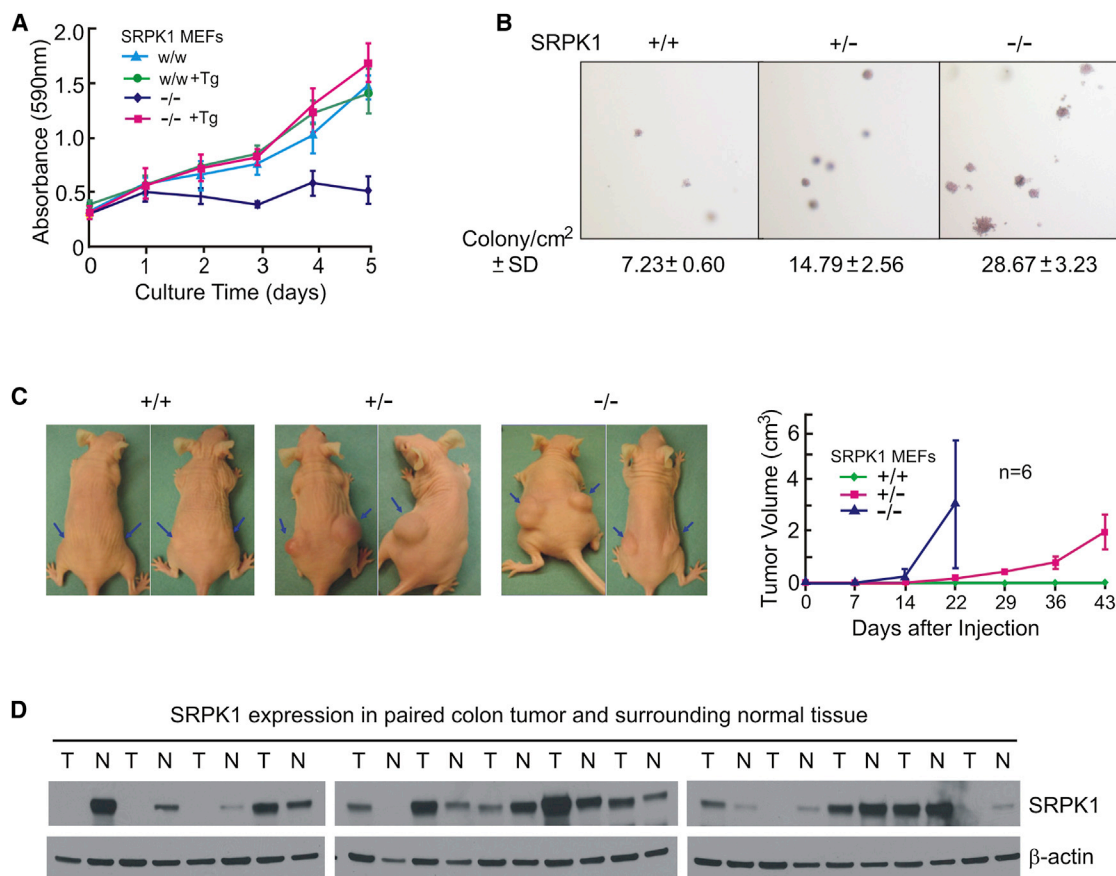 A
SRPK1 MEFs
w/w
w/w +Tg
-/-
-/- +Tg
Absorbance (590nm)
2.0
1.5
1.0
0.5
0
0 1 2 3 4 5
Culture Time (days)
B
SRPK1 +/+ +/- -/-
Colony/cm²
± SD 7.23 ± 0.60 14.79 ± 2.56 28.67 ± 3.23
C
+/+ +/- -/-
Tumor Volume (cm³)
6
4
2
0
SRPK1 MEFs
+/+
+/-
-/-
n=6
0 7 14 22 29 36 43
Days after Injection
D
SRPK1 expression in paired colon tumor and surrounding normal tissue
T N T N T N T N T N T N T N T N T N T N T N T N T N T N
SRPK1
β-actin